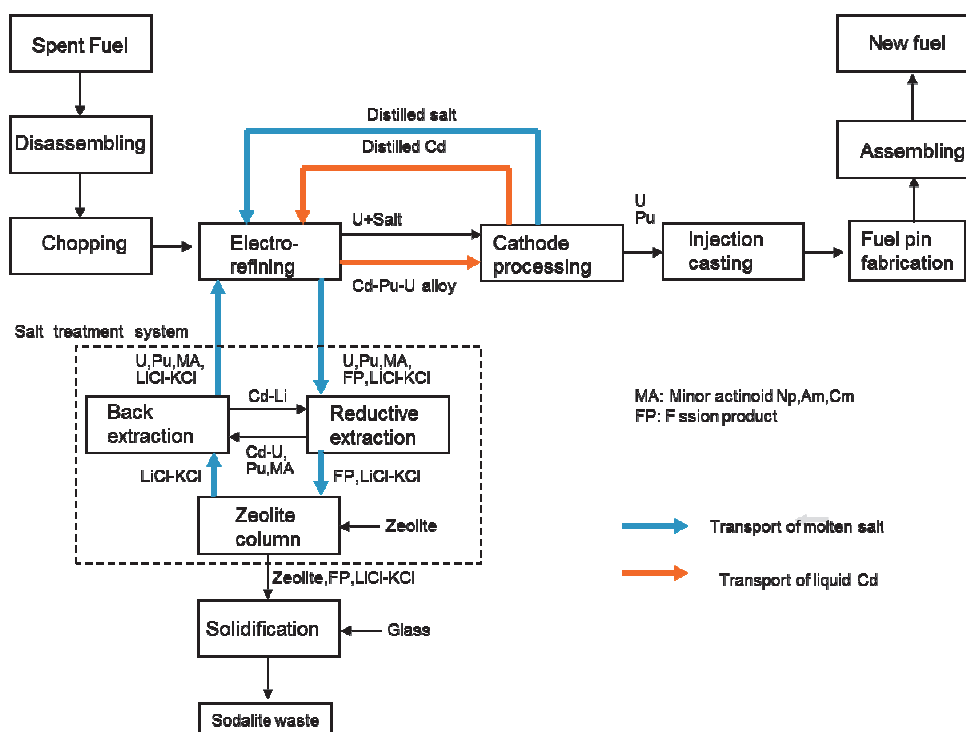 Spent Fuel
New fuel
Distilled salt
Disassembling
Distilled Cd
Assembling
U+Salt
U
Pu
Chopping
Electro-
refining
Cathode
processing
Injection
casting
Fuel pin
fabrication
Cd-Pu-U alloy
Salt treatment system
U,Pu,MA,
LiCl-KCl
U,Pu,MA,
FP,LiCl-KCl
Cd-Li
MA: Minor actinoid Np,Am,Cm
FP: Fission product
Back
extraction
Reductive
extraction
Cd-U,
Pu,MA
LiCl-KCl
FP,LiCl-KCl
Zeolite
column
Zeolite
Transport of molten salt
Zeolite,FP,LiCl-KCl
Transport of liquid Cd
Solidification
Glass
Sodalite waste